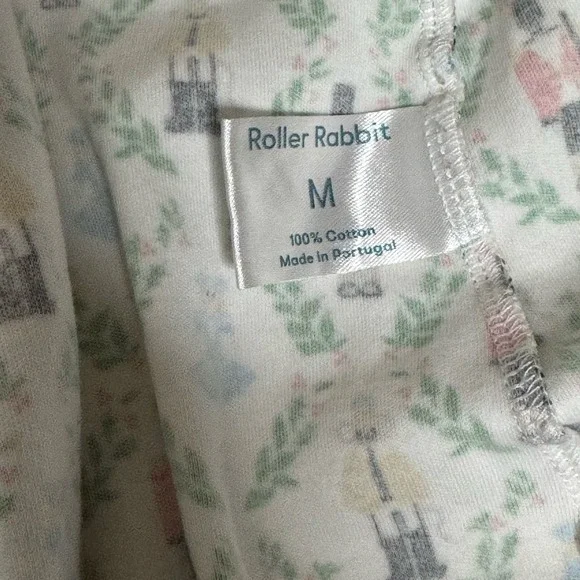 Roller Rabbit
M
100% Cotton
Made in Portugal